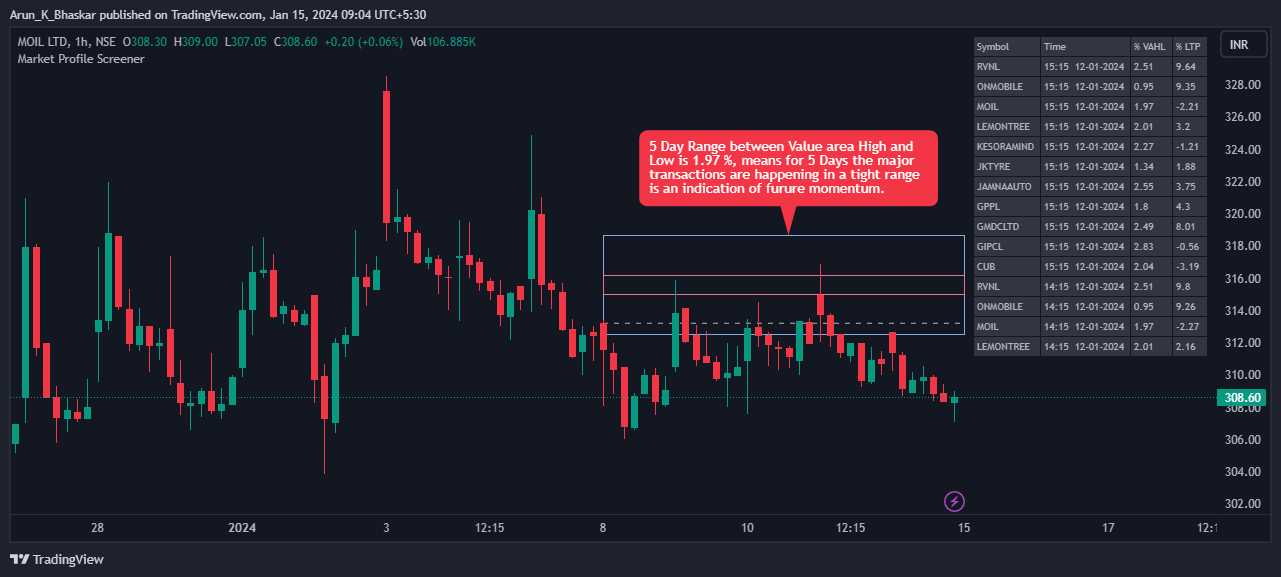 Arun_K_Bhaskar published on TradingView.com, Jan 15, 2024 09:04 UTC+5:30
MOIL LTD, 1h, NSE O308.30 H309.00 L307.05 C308.60 +0.20 (+0.06%) Vol106.885K
Market Profile Screener
5 Day Range between Value area High and
Low is 1.97 %, means for 5 Days the major
transactions are happening in a tight range
is an indication of furure momentum.
Symbol Time % VAHL % LTP
RVNL 15:15 12-01-2024 2.51 9.64
ONMOBILE 15:15 12-01-2024 0.95 9.35
MOIL 15:15 12-01-2024 1.97 -2.21
LEMONTREE 15:15 12-01-2024 2.01 3.2
KESORAMIND 15:15 12-01-2024 2.27 -1.21
JKTYRE 15:15 12-01-2024 1.34 1.88
JAMNAAUTO 15:15 12-01-2024 2.55 3.75
GPPL 15:15 12-01-2024 1.8 4.3
GMDCLTD 15:15 12-01-2024 2.49 8.01
GIPCL 15:15 12-01-2024 2.83 -0.56
CUB 15:15 12-01-2024 2.04 -3.19
RVNL 14:15 12-01-2024 2.51 9.8
ONMOBILE 14:15 12-01-2024 0.95 9.26
MOIL 14:15 12-01-2024 1.97 -2.27
LEMONTREE 14:15 12-01-2024 2.01 2.16
INR
328.00
326.00
324.00
322.00
320.00
318.00
316.00
314.00
312.00
310.00
308.60
308.00
306.00
304.00
302.00
28 2024 3 12:15 8 10 12:15 15 17
TradingView